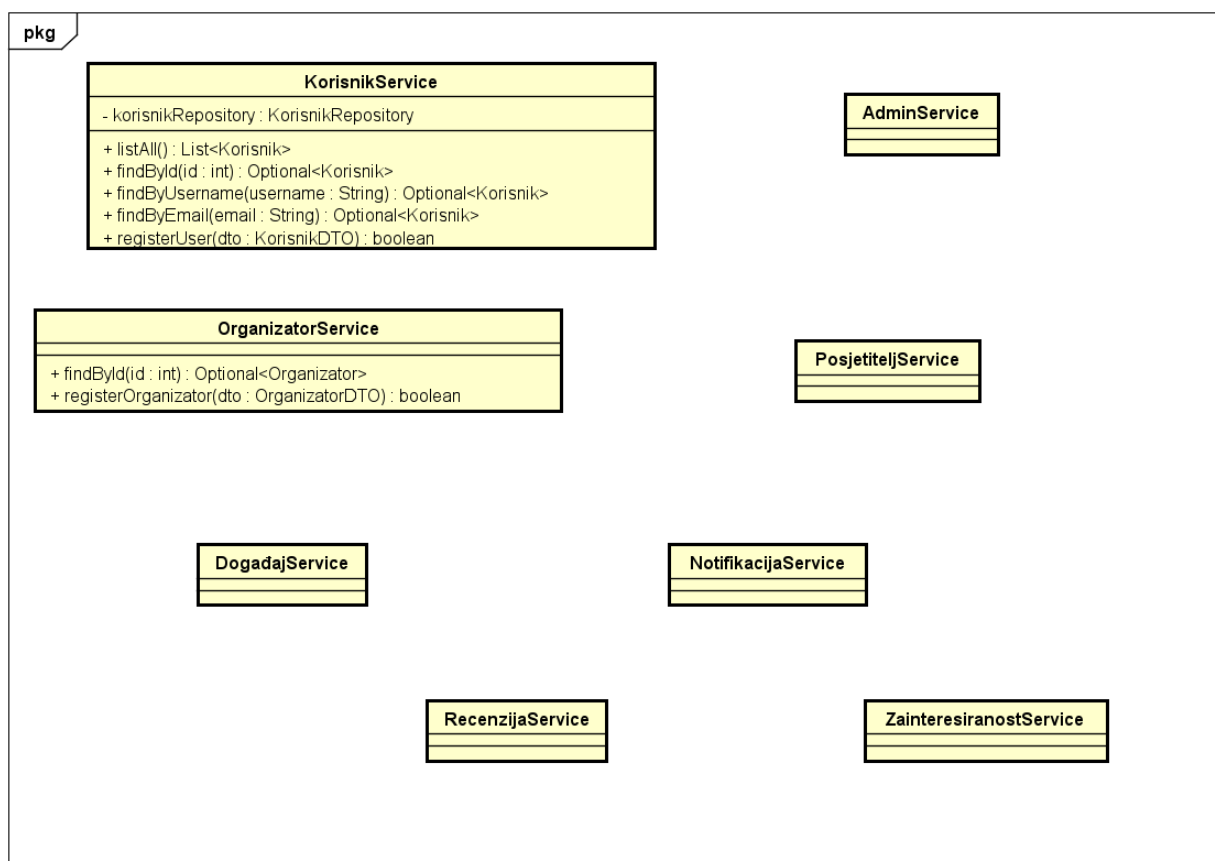 pkg
KorisnikService
- korisnikRepository : KorisnikRepository
+ listAll() : List<Korisnik>
+ findById(id : int) : Optional<Korisnik>
+ findByUsername(username : String) : Optional<Korisnik>
+ findByEmail(email : String) : Optional<Korisnik>
+ registerUser(dto : KorisnikDTO) : boolean
AdminService
OrganizatorService
+ findById(id : int) : Optional<Organizator>
+ registerOrganizator(dto : OrganizatorDTO) : boolean
PosjetiteljService
DogađajService
NotifikacijaService
RecenzijaService
ZainteresiranostService